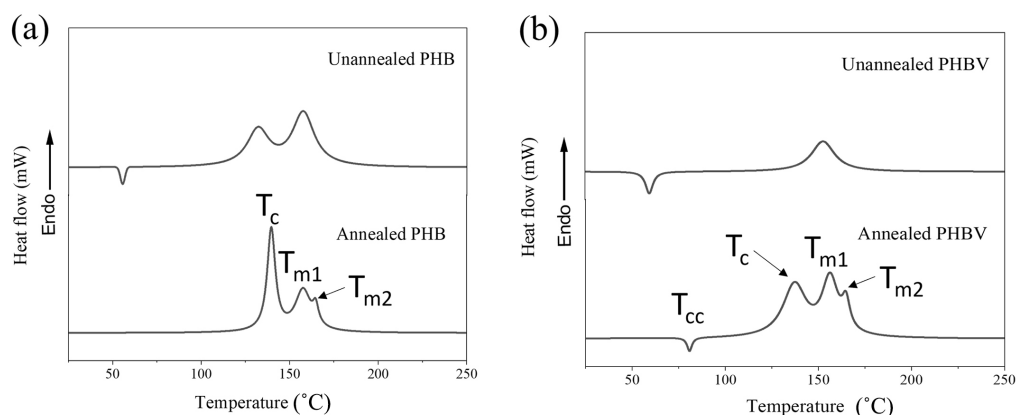 (a)
Unannealed PHB
Heat flow (mW)
Endo
Tc
Annealed PHB
Tm1
Tm2
50
100
150
200
250
Temperature (°C)
(b)
Unannealed PHBV
Heat flow (mW)
Endo
Annealed PHBV
Tc
Tm1
Tm2
Tcc
50
100
150
200
250
Temperature (°C)